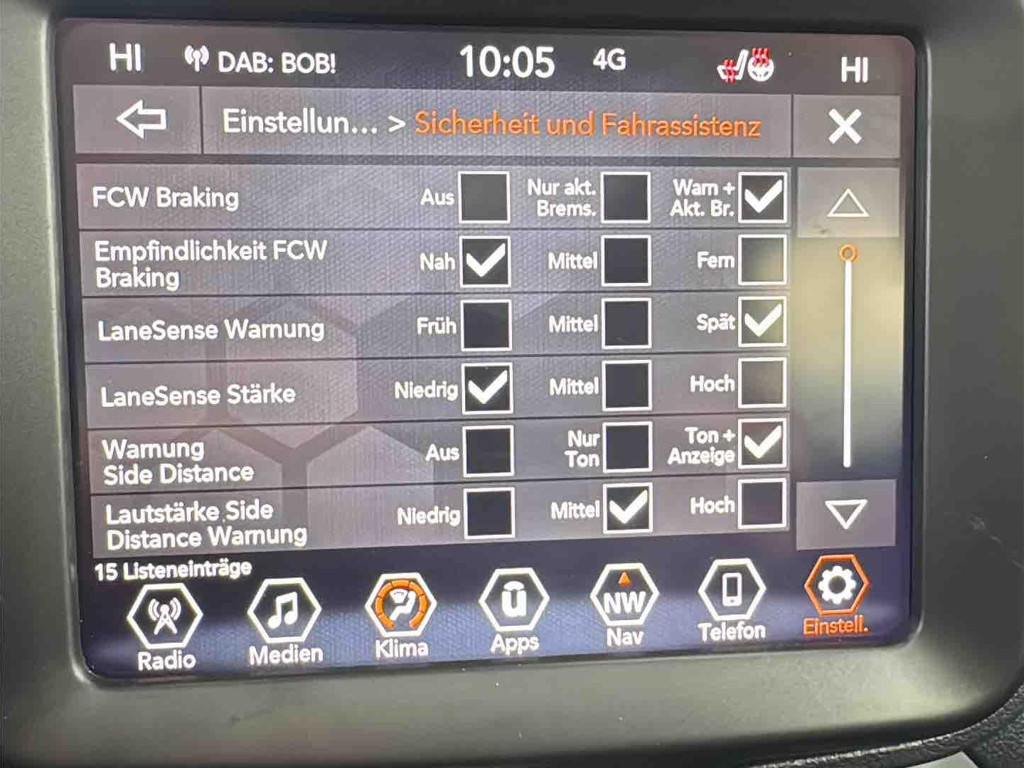 HI DAB: BOB! 10:05 4G HI
Einstellun... > Sicherheit und Fahrassistenz
FCW Braking Aus Nur akt. Brems. Warn + Akt. Br.
Empfindlichkeit FCW
Braking Nah Mittel Fern
LaneSense Warnung Früh Mittel Spät
LaneSense Stärke Niedrig Mittel Hoch
Warnung
Side Distance Aus Nur Ton Ton + Anzeige
Lautstärke Side
Distance Warnung Niedrig Mittel Hoch
15 Listeneinträge
NW
Radio Medien Klima Apps Nav Telefon Einstell.